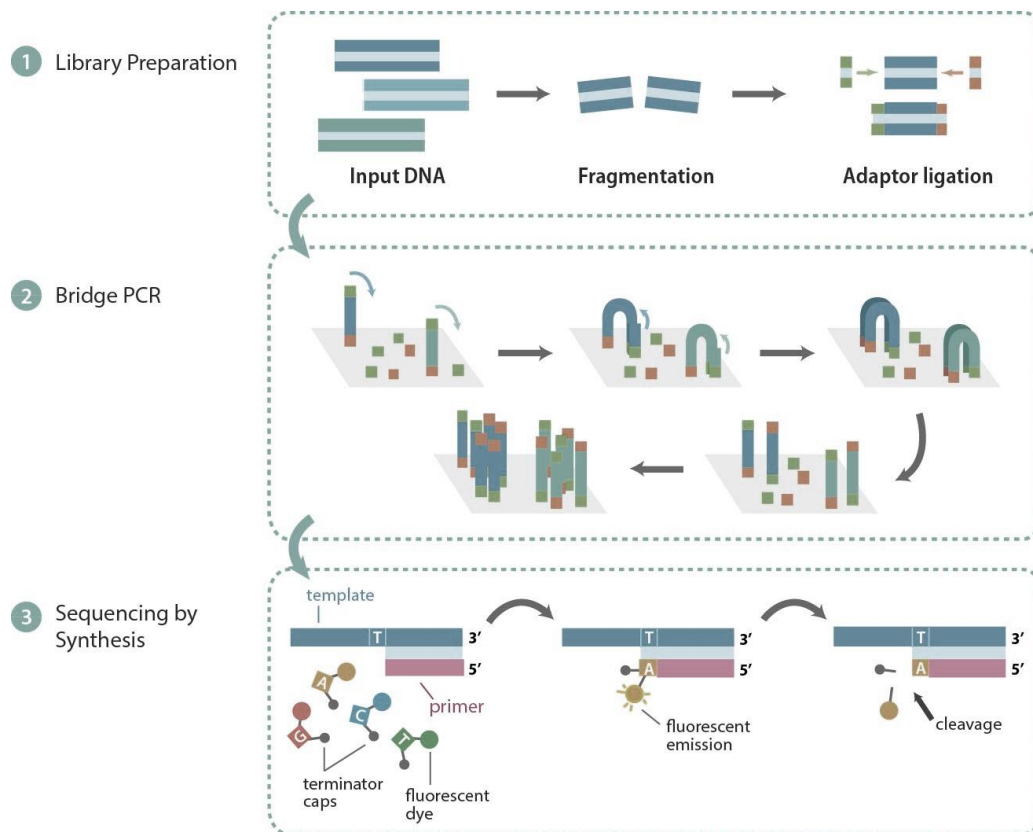 1 Library Preparation
Input DNA
Fragmentation
Adaptor ligation
2 Bridge PCR
3 Sequencing by
Synthesis
template
T 3’
5’
primer
A
C
G
T
terminator
caps
fluorescent
dye
T 3’
A 5’
fluorescent
emission
T 3’
A 5’
cleavage